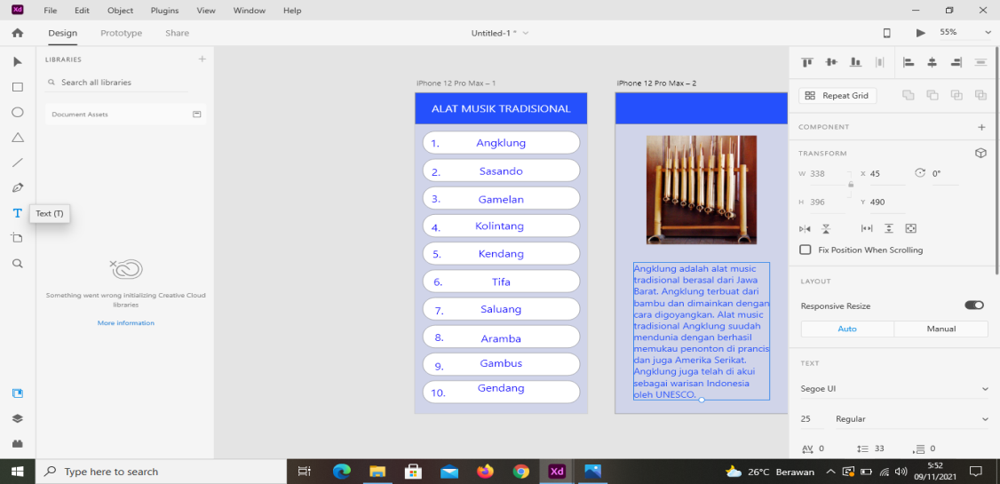 Xd File Edit Object Plugins View Window Help
Design Prototype Share Untitled-1 * 55%
LIBRARIES
Search all libraries
Document Assets
Text (T)
Something went wrong initializing Creative Cloud
libraries
More information
iPhone 12 Pro Max – 1
ALAT MUSIK TRADISIONAL
1. Angklung
2. Sasando
3. Gamelan
4. Kolintang
5. Kendang
6. Tifa
7. Saluang
8. Aramba
9. Gambus
10. Gendang
iPhone 12 Pro Max – 2
Angklung adalah alat music
tradisional berasal dari Jawa
Barat. Angklung terbuat dari
bambu dan dimainkan dengan
cara digoyangkan. Alat music
tradisional Angklung suudah
mendunia dengan berhasil
memukau penonton di prancis
dan juga Amerika Serikat.
Angklung juga telah di akui
sebagai warisan Indonesia
oleh UNESCO.
Repeat Grid
COMPONENT
TRANSFORM
W 338 X 45 0°
H 396 Y 490
Fix Position When Scrolling
LAYOUT
Responsive Resize
Auto Manual
TEXT
Segoe UI
25 Regular
AV 0 33 0
Type here to search
Xd
26°C Berawan
5:52
09/11/2021